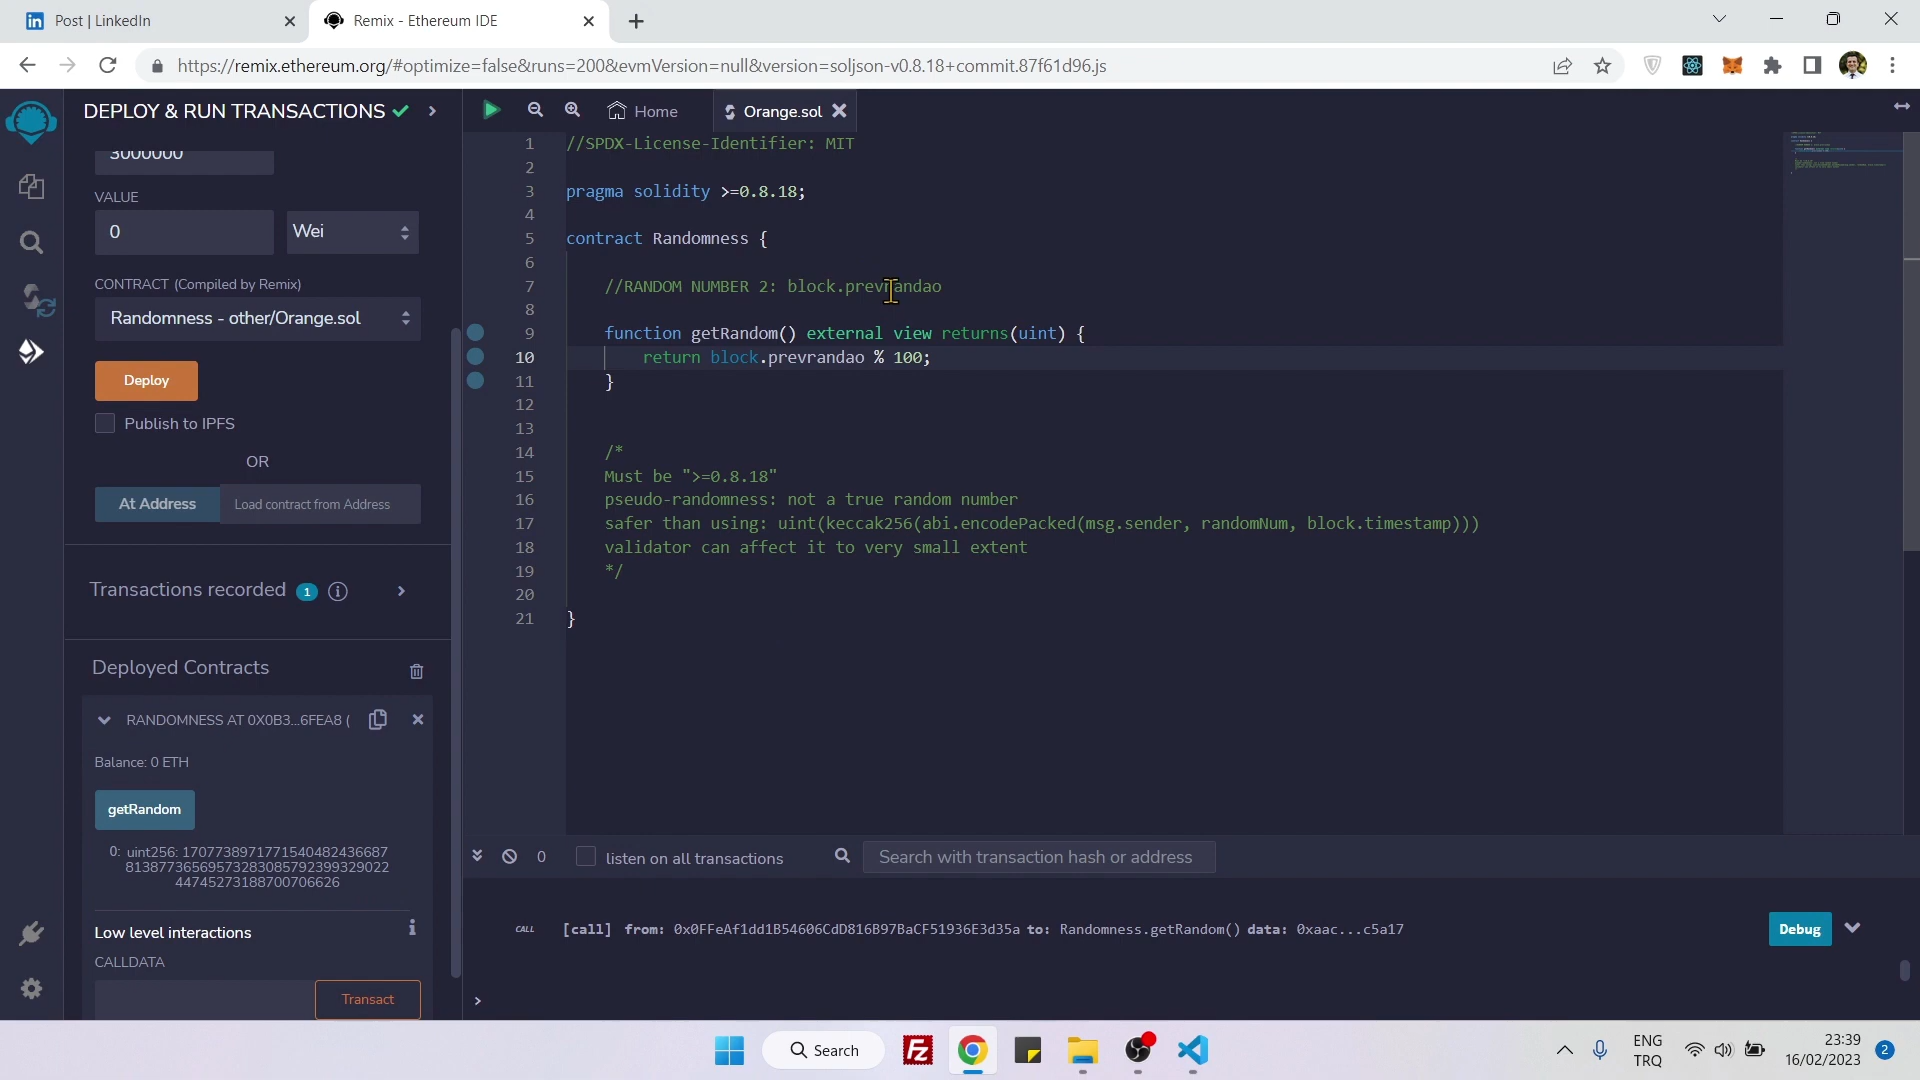 Post | LinkedIn
Remix - Ethereum IDE
https://remix.ethereum.org/#optimize=false&runs=200&evmVersion=null&version=soljson-v0.8.18+commit.87f61d96.js
DEPLOY & RUN TRANSACTIONS
3000000
VALUE
0
Wei
CONTRACT (Compiled by Remix)
Randomness - other/Orange.sol
Deploy
Publish to IPFS
OR
At Address
Load contract from Address
Transactions recorded 1
Deployed Contracts
RANDOMNESS AT 0X0B3...6FEA8 (
Balance: 0 ETH
getRandom
0: uint256: 1707738971771540482436687
81387736569573283085792399329022
44745273188700706626
Low level interactions
CALLDATA
Transact
Home
Orange.sol
1 //SPDX-License-Identifier: MIT
2
3 pragma solidity >=0.8.18;
4
5 contract Randomness {
6
7 //RANDOM NUMBER 2: block.prevrandao
8
9 function getRandom() external view returns(uint) {
10 return block.prevrandao % 100;
11 }
12
13
14 /*
15 Must be ">=0.8.18"
16 pseudo-randomness: not a true random number
17 safer than using: uint(keccak256(abi.encodePacked(msg.sender, randomNum, block.timestamp)))
18 validator can affect it to very small extent
19 */
20
21 }
0
listen on all transactions
Search with transaction hash or address
CALL [call] from: 0x0FFeAf1dd1B54606CdD816B97BaCF51936E3d35a to: Randomness.getRandom() data: 0xaac...c5a17
Debug
>
Search
Fz
ENG
TRQ
23:39
16/02/2023
2